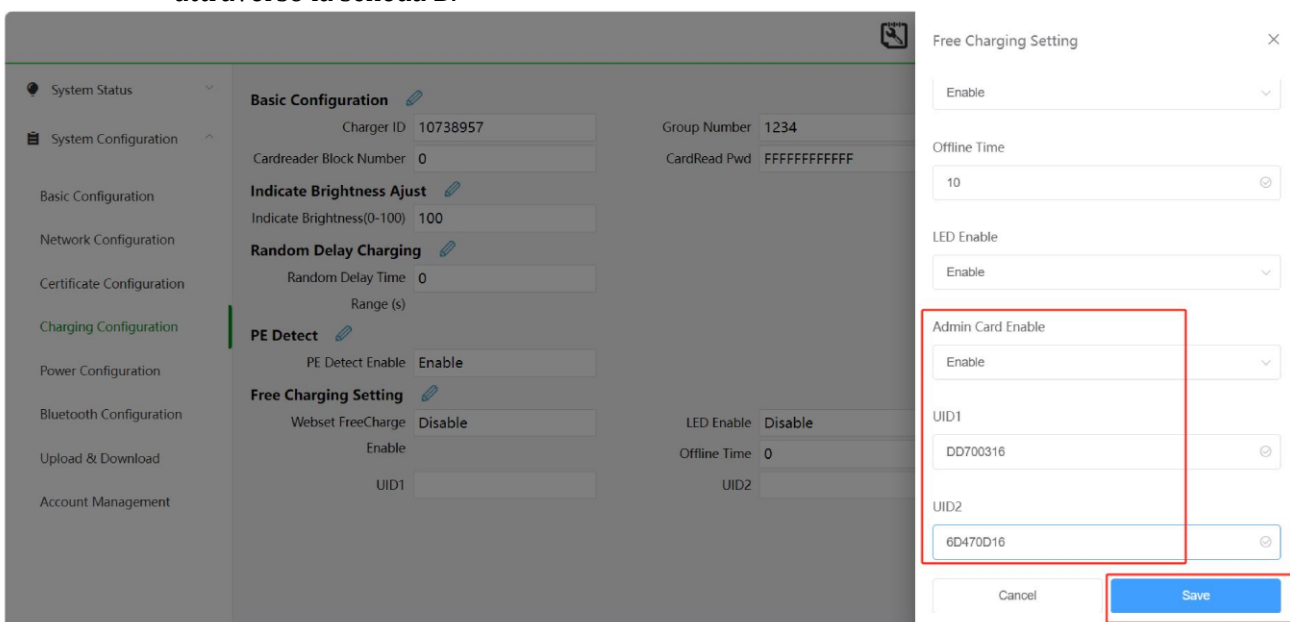 System Status
System Configuration
Basic Configuration
Network Configuration
Certificate Configuration
Charging Configuration
Power Configuration
Bluetooth Configuration
Upload & Download
Account Management
Basic Configuration
Charger ID 10738957 Group Number 1234
Cardreader Block Number 0 CardRead Pwd FFFFFFFFFFFF
Indicate Brightness Ajust
Indicate Brightness(0-100) 100
Random Delay Charging
Random Delay Time 0
Range (s)
PE Detect
PE Detect Enable Enable
Free Charging Setting
Webset FreeCharge Disable LED Enable Disable
Enable Offline Time 0
UID1 UID2
Free Charging Setting
Enable
Offline Time
10
LED Enable
Enable
Admin Card Enable
Enable
UID1
DD700316
UID2
6D470D16
Cancel Save